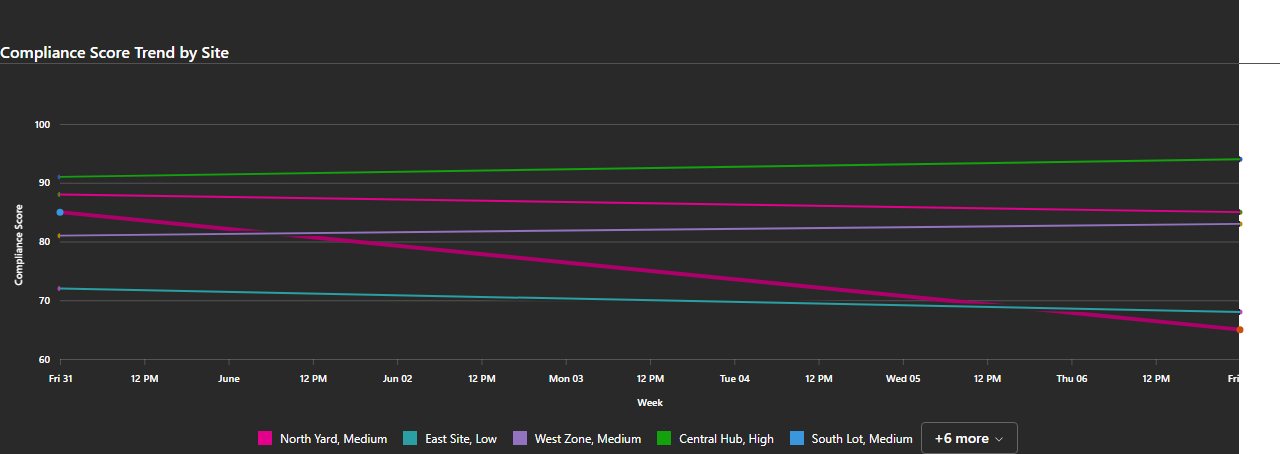 Compliance Score Trend by Site
100
90
80
70
60
Compliance Score
Fri 31 12 PM June 12 PM Jun 02 12 PM Mon 03 12 PM Tue 04 12 PM Wed 05 12 PM Thu 06 12 PM Fri
Week
North Yard, Medium East Site, Low West Zone, Medium Central Hub, High South Lot, Medium +6 more